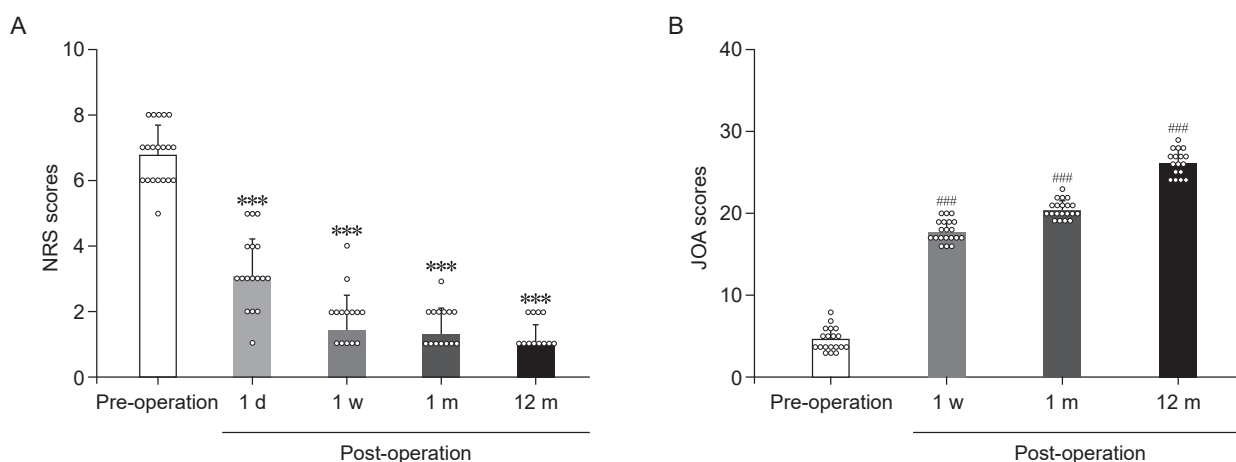 A
10
8
6
4
2
0
NRS scores
***
***
***
***
Pre-operation 1 d 1 w 1 m 12 m
Post-operation
B
40
30
20
10
0
JOA scores
###
###
###
Pre-operation 1 w 1 m 12 m
Post-operation